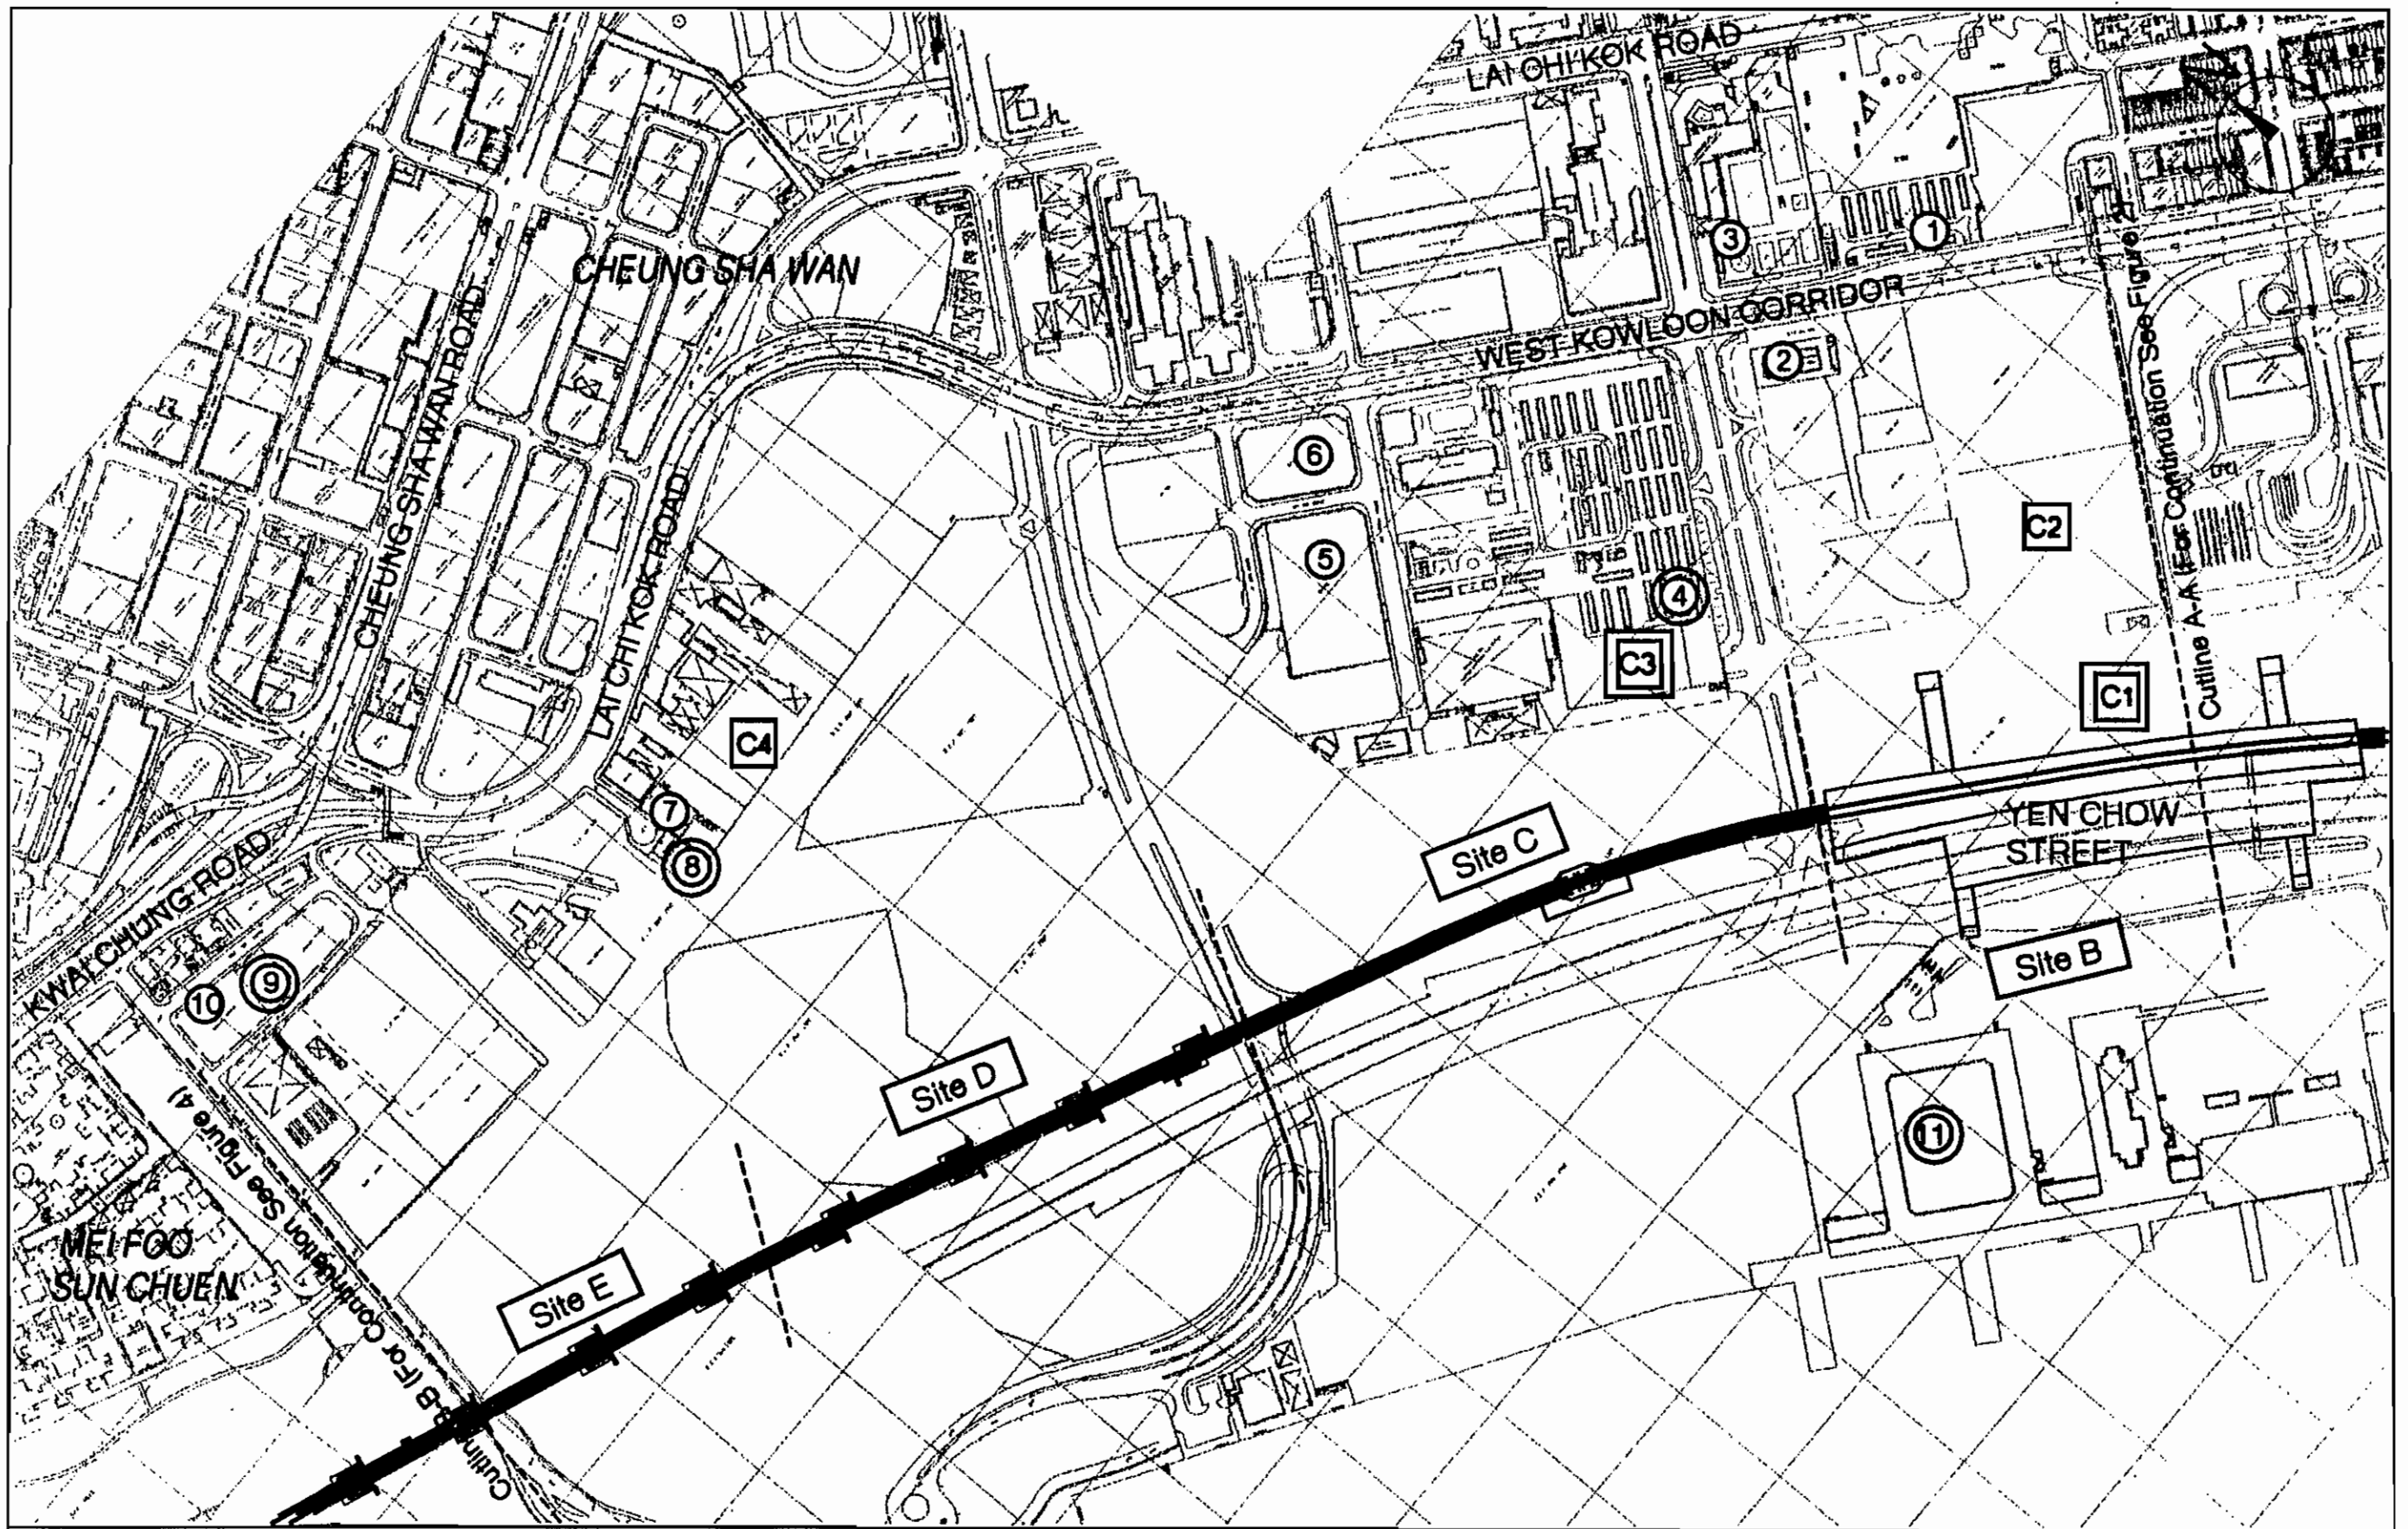 LAI CHI KOK ROAD
CHEUNG SHA WAN
3
1
WEST KOWLOON CORRIDOR
2
CHEUNG SHA WAN ROAD
6
LAI CHI KOK ROAD
5
4
C2
C3
C1
Cutline A-A (For Continuation See Figure 2)
C4
7
8
YEN CHOW
STREET
Site C
KWAI CHUNG ROAD
9
10
Site B
Site D
11
MEI FOO
SUN CHUEN
Site E
Cutline B-B (For Continuation See Figure 4)